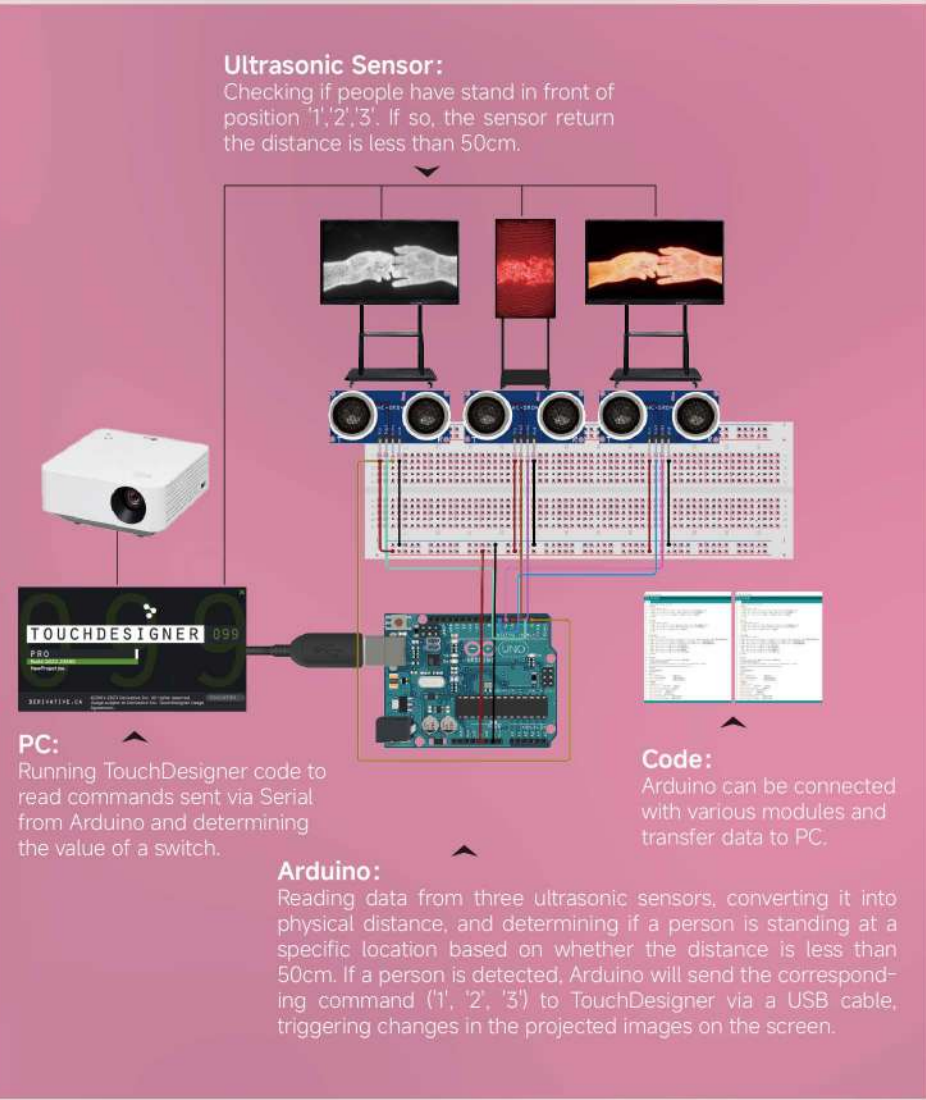 Ultrasonic Sensor:
Checking if people have stand in front of
position '1','2','3'. If so, the sensor return
the distance is less than 50cm.
TOUCHDESIGNER 099
PRO
DERIVATIVE.CA
UNO
PC:
Running TouchDesigner code to
read commands sent via Serial
from Arduino and determining
the value of a switch.
Code:
Arduino can be connected
with various modules and
transfer data to PC.
Arduino:
Reading data from three ultrasonic sensors, converting it into
physical distance, and determining if a person is standing at a
specific location based on whether the distance is less than
50cm. If a person is detected, Arduino will send the correspond-
ing command ('1', '2', '3') to TouchDesigner via a USB cable,
triggering changes in the projected images on the screen.